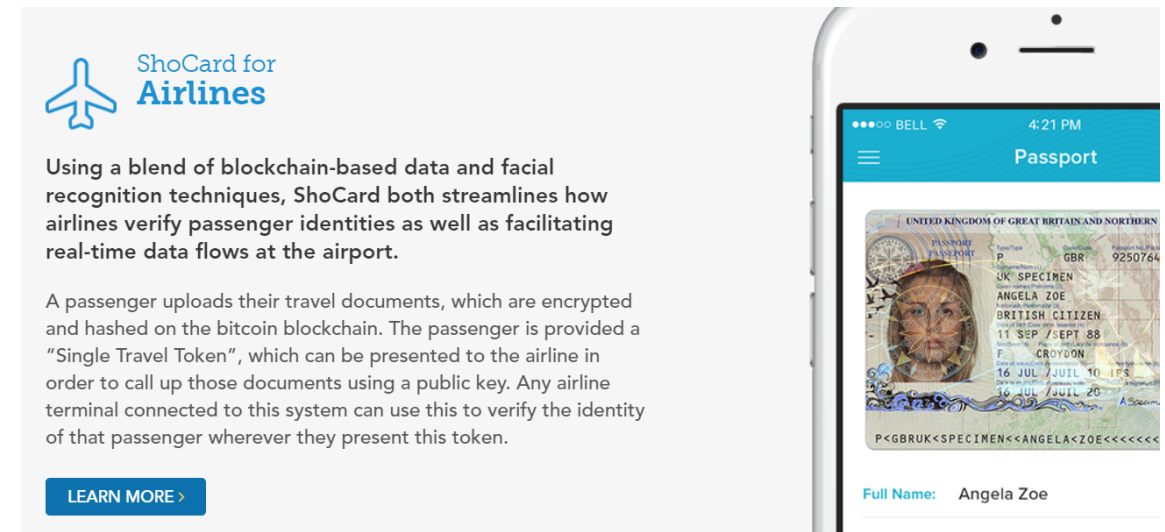 ShoCard for
Airlines
Using a blend of blockchain-based data and facial
recognition techniques, ShoCard both streamlines how
airlines verify passenger identities as well as facilitating
real-time data flows at the airport.
A passenger uploads their travel documents, which are encrypted
and hashed on the bitcoin blockchain. The passenger is provided a
“Single Travel Token”, which can be presented to the airline in
order to call up those documents using a public key. Any airline
terminal connected to this system can use this to verify the identity
of that passenger wherever they present this token.
LEARN MORE >
BELL 4:21 PM
Passport
UNITED KINGDOM OF GREAT BRITAIN AND NORTHERN
PASSPORT
PASSEPORT
P GBR 9250764
UK SPECIMEN
ANGELA ZOE
BRITISH CITIZEN
11 SEP /SEPT 88
F CROYDON
16 JUL /JUIL 10 IPS
16 JUL /JUIL 20
P<GBRUK<SPECIMEN<<ANGELA<ZOE<<<<<<<
Full Name: Angela Zoe